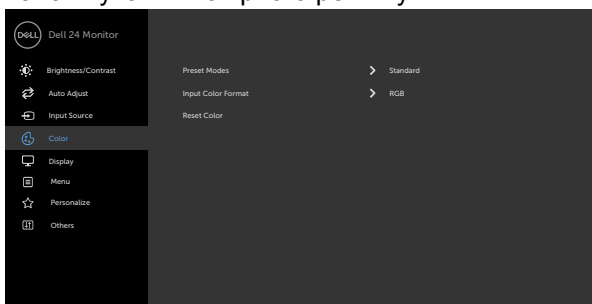 DELL Dell 24 Monitor
Brightness/Contrast
Preset Modes Standard
Auto Adjust
Input Color Format RGB
Input Source
Reset Color
Color
Display
Menu
Personalize
Others